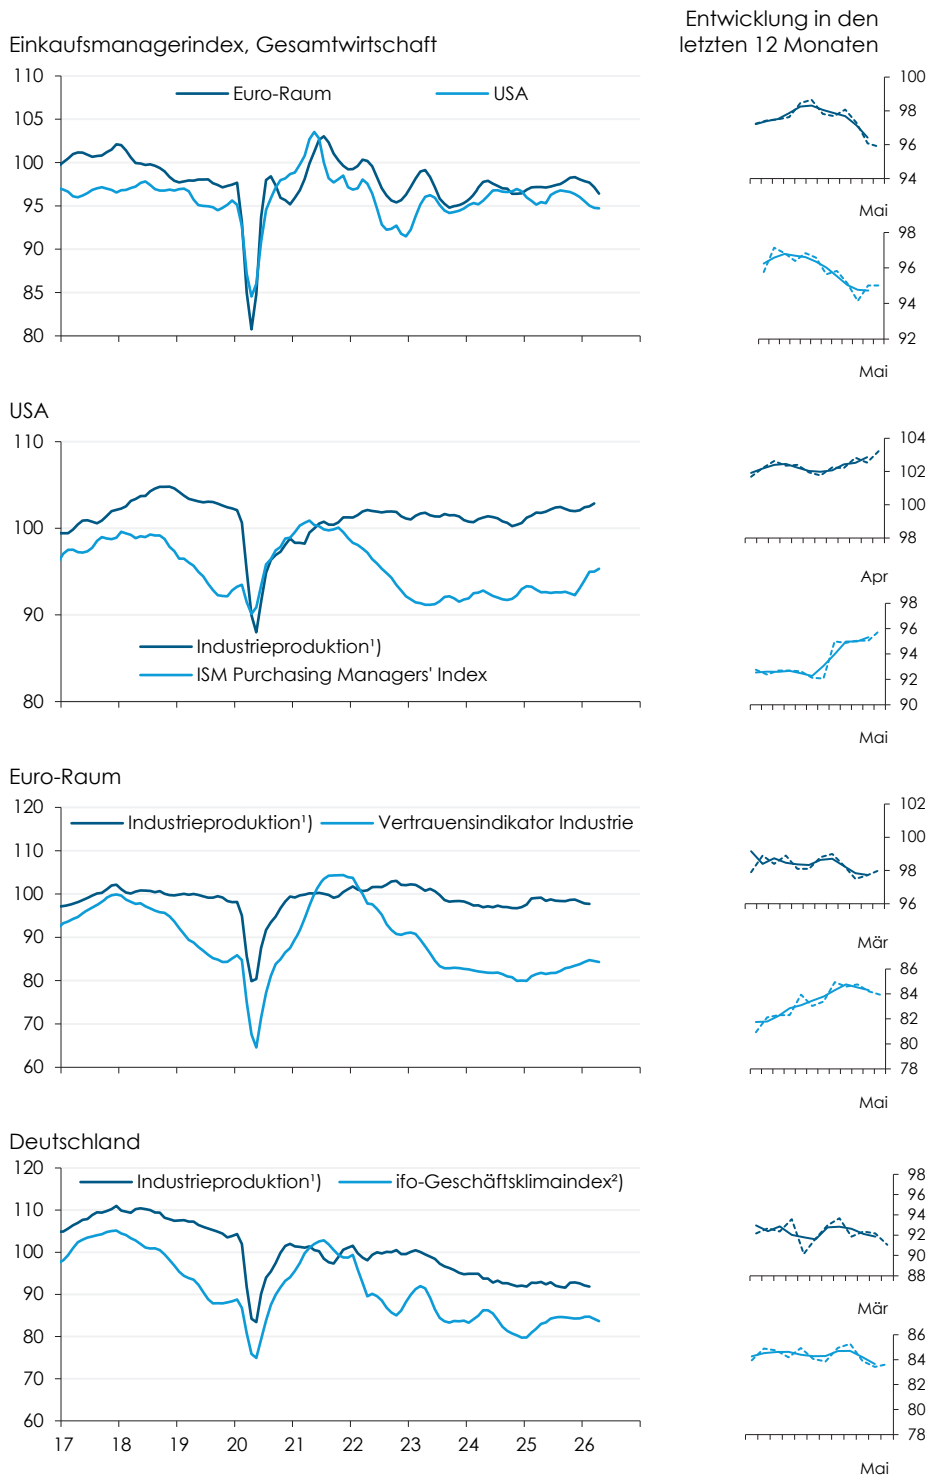 Entwicklung in den
letzten 12 Monaten
Einkaufsmanagerindex, Gesamtwirtschaft
110
105
100
95
90
85
80
Euro-Raum
USA
100
98
96
94
Mai
98
96
94
92
Mai
USA
110
100
90
80
Industrieproduktion¹)
ISM Purchasing Managers' Index
104
102
100
98
Apr
98
96
94
92
90
Mai
Euro-Raum
120
110
100
90
80
70
60
Industrieproduktion¹)
Vertrauensindikator Industrie
102
100
98
96
Mär
86
84
82
80
78
Mai
Deutschland
120
110
100
90
80
70
60
Industrieproduktion¹)
ifo-Geschäftsklimaindex²)
17 18 19 20 21 22 23 24 25 26
98
96
94
92
90
88
Mär
86
84
82
80
78
Mai